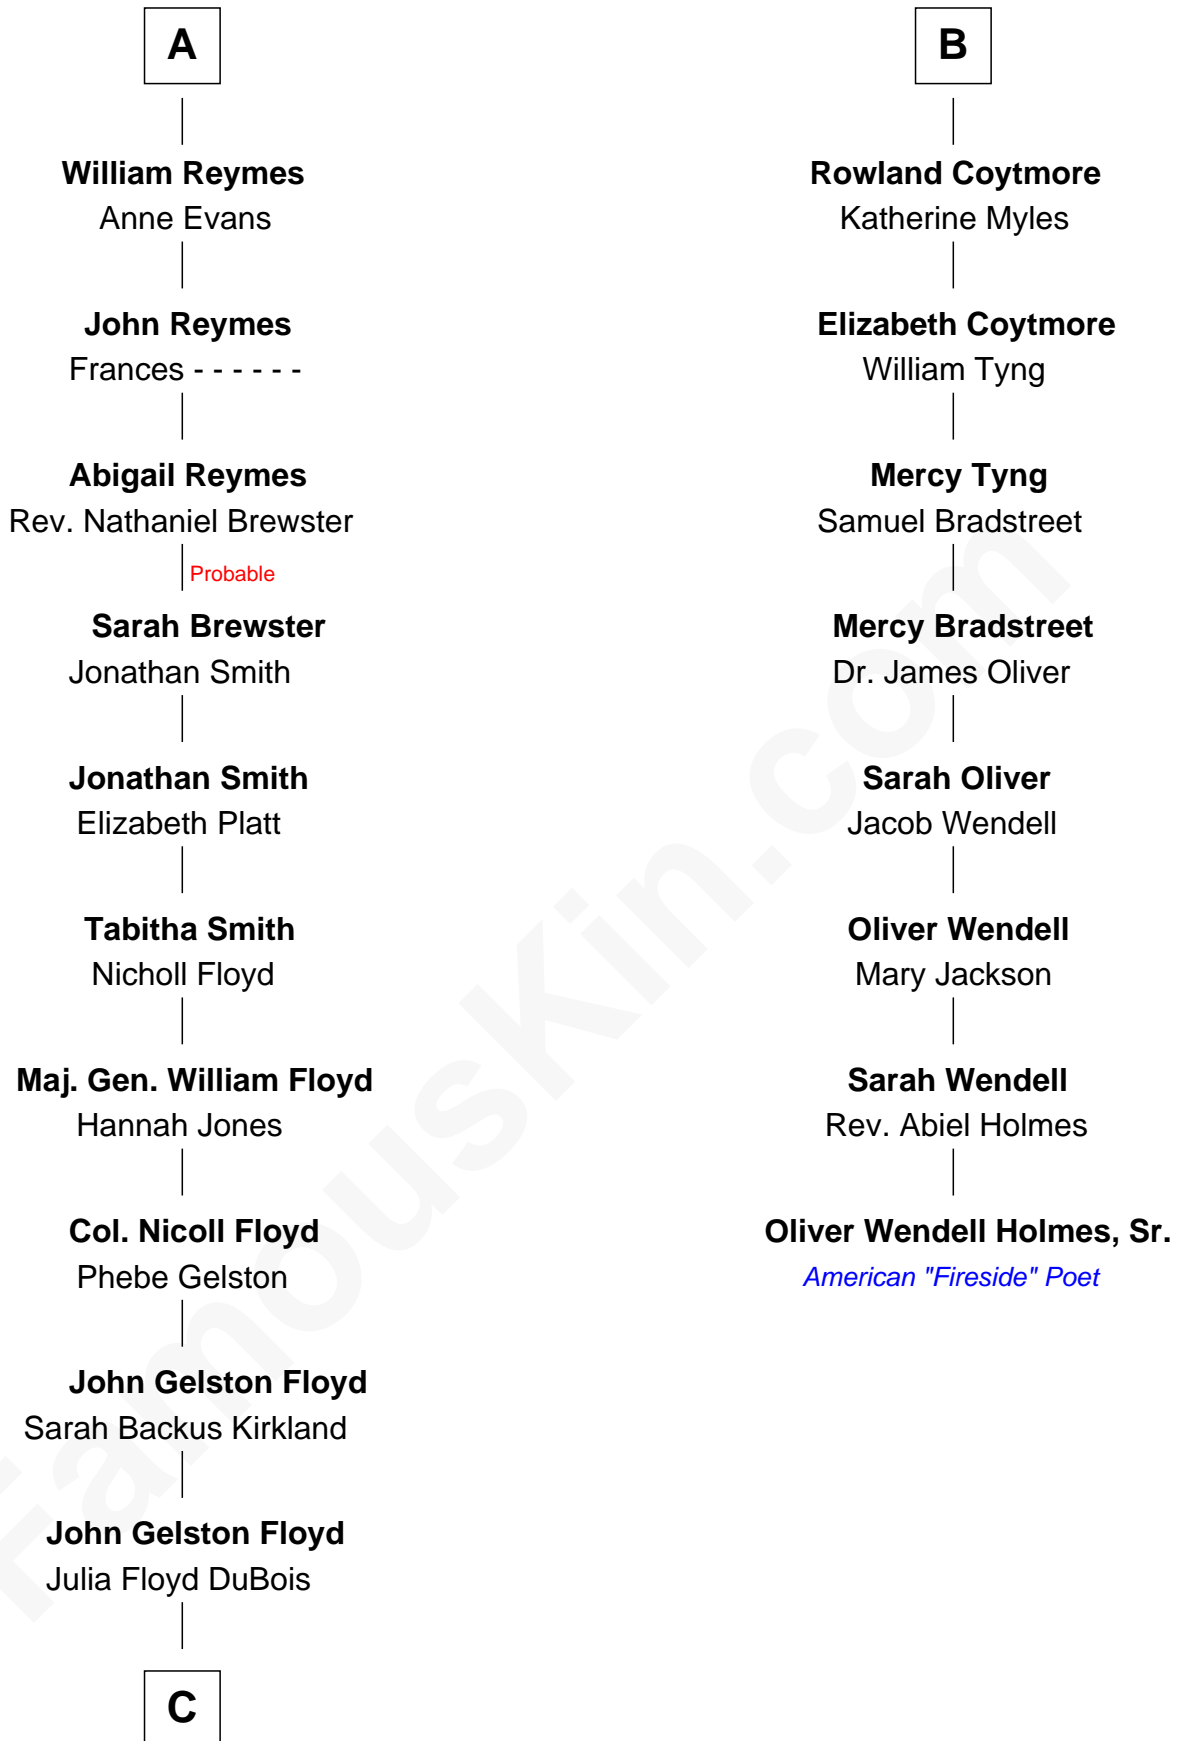 A
William Reymes
Anne Evans
John Reymes
Frances - - - - - -
Abigail Reymes
Rev. Nathaniel Brewster
Probable
Sarah Brewster
Jonathan Smith
Jonathan Smith
Elizabeth Platt
Tabitha Smith
Nicholl Floyd
Maj. Gen. William Floyd
Hannah Jones
Col. Nicoll Floyd
Phebe Gelston
John Gelston Floyd
Sarah Backus Kirkland
John Gelston Floyd
Julia Floyd DuBois
C
B
Rowland Coytmore
Katherine Myles
Elizabeth Coytmore
William Tyng
Mercy Tyng
Samuel Bradstreet
Mercy Bradstreet
Dr. James Oliver
Sarah Oliver
Jacob Wendell
Oliver Wendell
Mary Jackson
Sarah Wendell
Rev. Abiel Holmes
Oliver Wendell Holmes, Sr.
American "Fireside" Poet
FamousKin.com